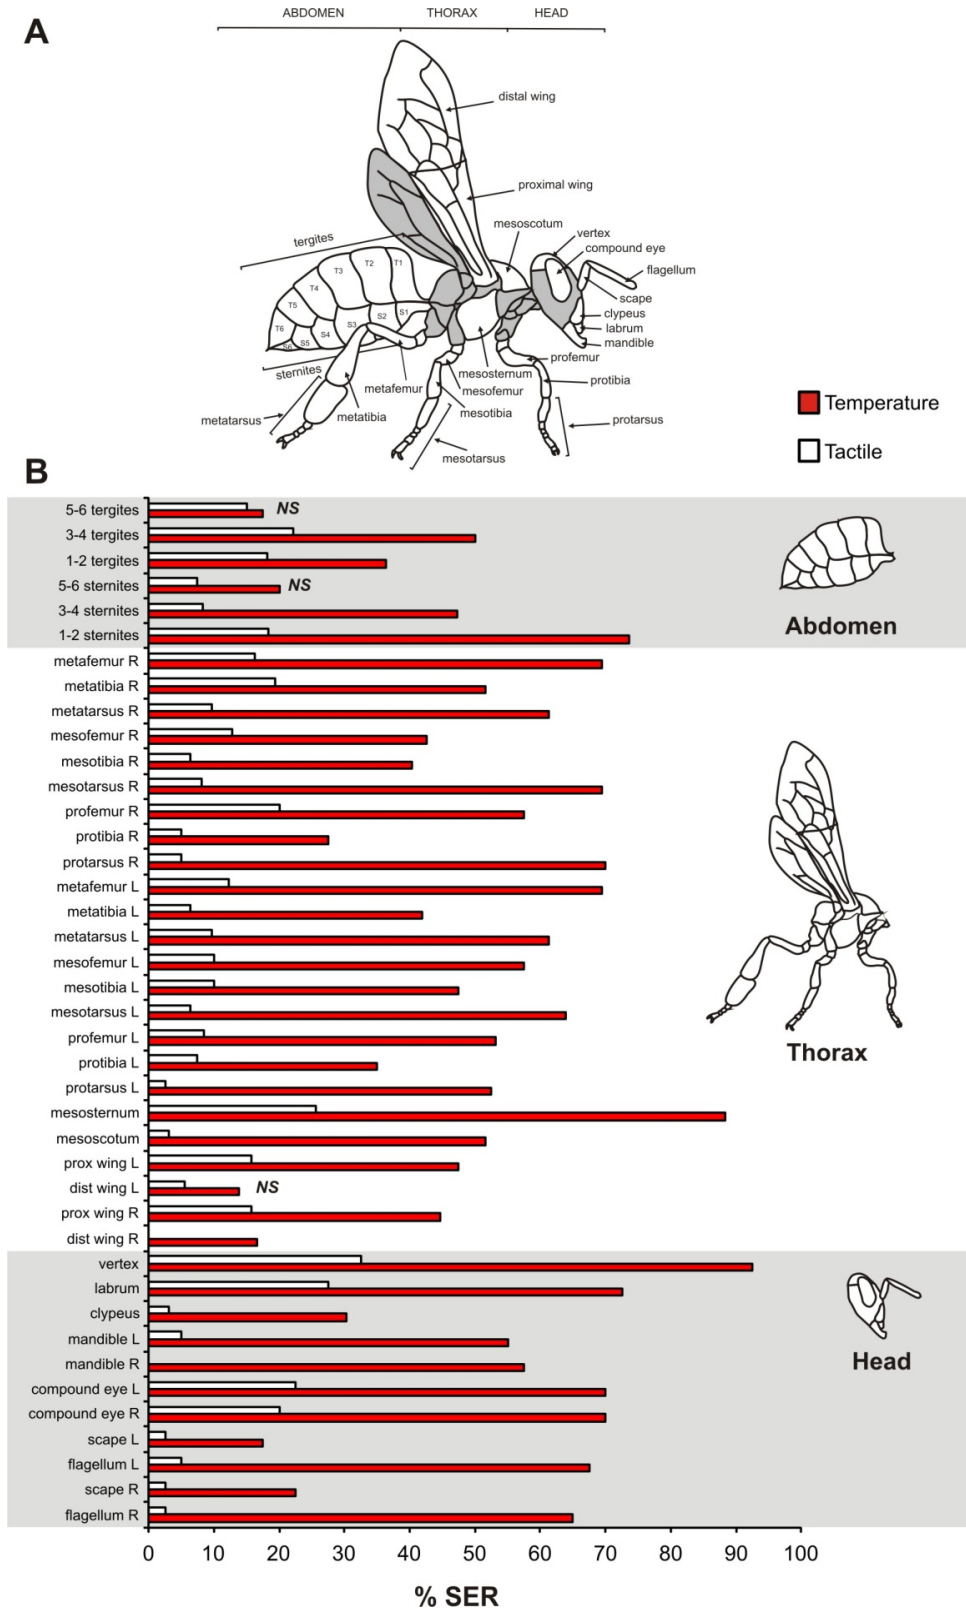 A
ABDOMEN THORAX HEAD
distal wing
proximal wing
mesoscotum
vertex
compound eye
flagellum
scape
clypeus
labrum
mandible
tergites
T1
T2
T3
T4
T5
T6
S1
S2
S3
S4
S5
S6
sternites
profemur
mesosternum
protibia
metafemur
mesofemur
mesotibia
metatibia
metatarsus
protarsus
mesotarsus
Temperature
Tactile
B
5-6 tergites NS
3-4 tergites
1-2 tergites
5-6 sternites NS
3-4 sternites
1-2 sternites
Abdomen
metafemur R
metatibia R
metatarsus R
mesofemur R
mesotibia R
mesotarsus R
profemur R
protibia R
protarsus R
metafemur L
metatibia L
metatarsus L
mesofemur L
mesotibia L
mesotarsus L
profemur L
protibia L
protarsus L
mesosternum
mesoscotum
prox wing L
dist wing L NS
prox wing R
dist wing R
Thorax
vertex
labrum
clypeus
mandible L
mandible R
compound eye L
compound eye R
scape L
flagellum L
scape R
flagellum R
Head
0 10 20 30 40 50 60 70 80 90 100
% SER